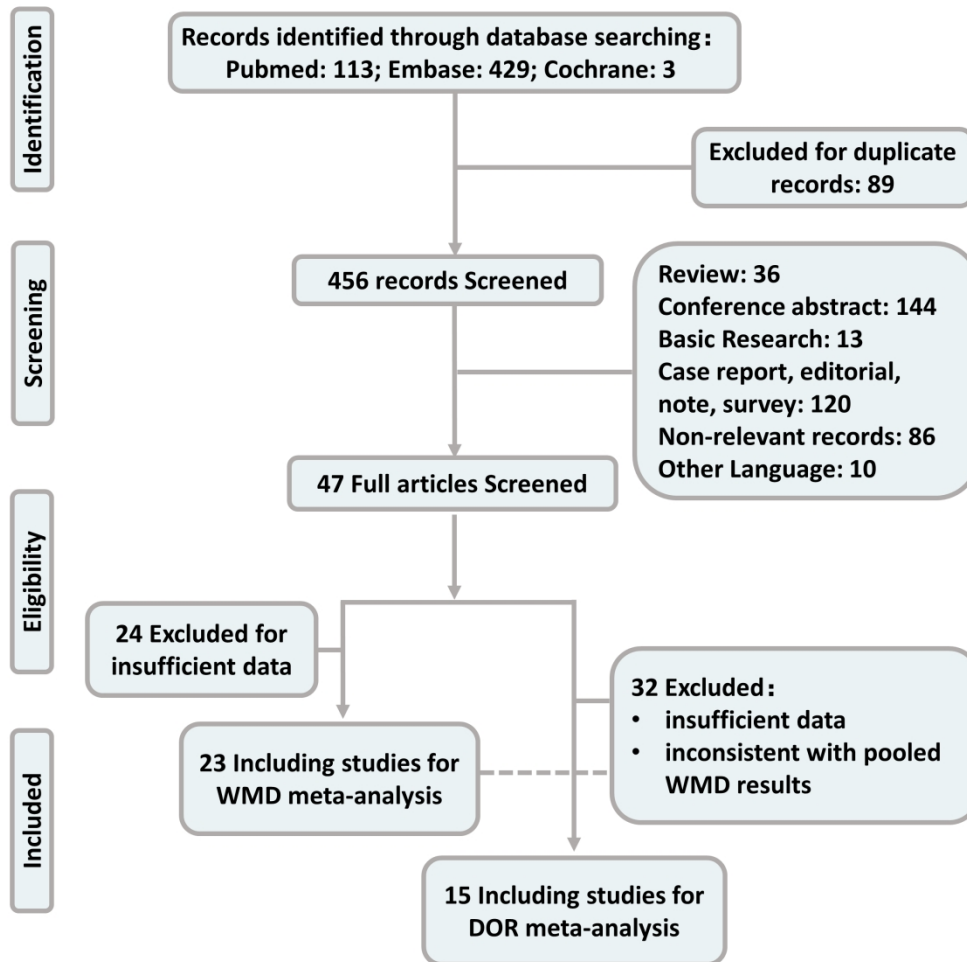 Identification
Records identified through database searching：
Pubmed: 113; Embase: 429; Cochrane: 3
Excluded for duplicate
records: 89
Screening
456 records Screened
Review: 36
Conference abstract: 144
Basic Research: 13
Case report, editorial,
note, survey: 120
Non-relevant records: 86
Other Language: 10
47 Full articles Screened
Eligibility
24 Excluded for
insufficient data
32 Excluded：
• insufficient data
• inconsistent with pooled
WMD results
Included
23 Including studies for
WMD meta-analysis
15 Including studies for
DOR meta-analysis